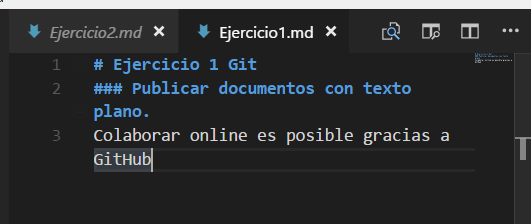 Ejercicio2.md
Ejercicio1.md
1 # Ejercicio 1 Git
2 ### Publicar documentos con texto
plano.
3 Colaborar online es posible gracias a
GitHub